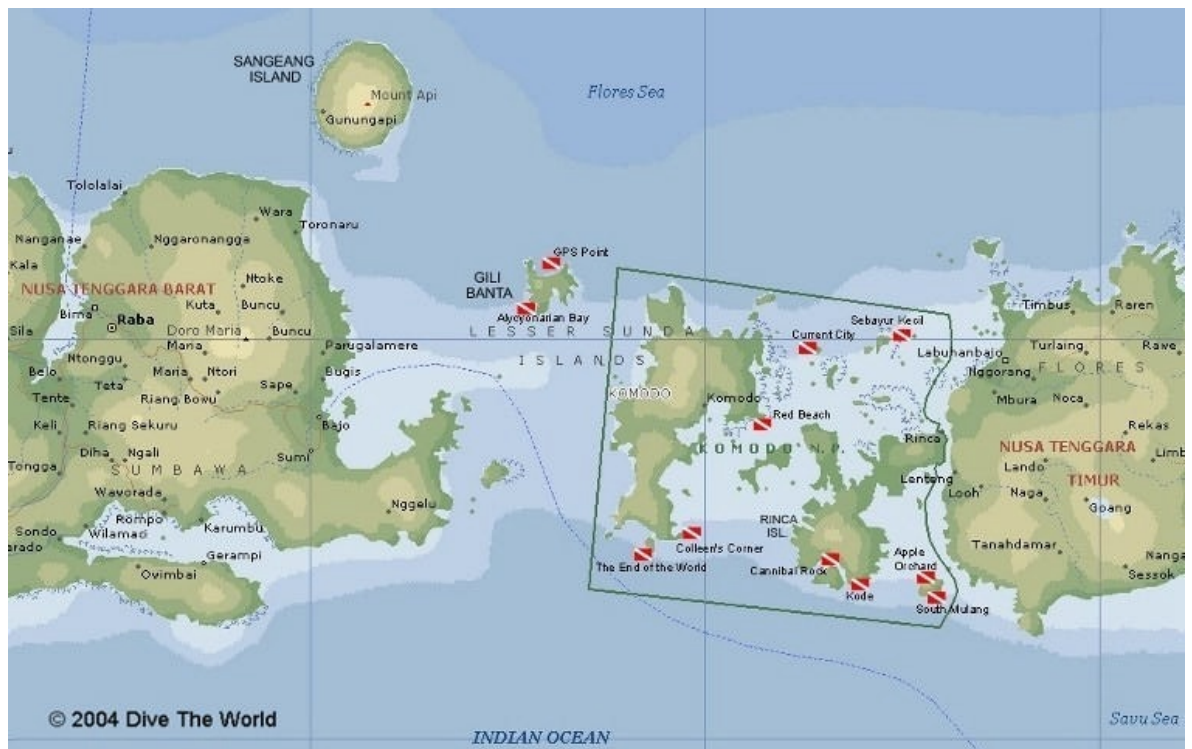 SANGEANG
ISLAND
Mount Api
Gunungapi
Flores Sea
Tololalai
Wara
Toronaru
Nanganae
Nggaronangga
Kala
GPS Point
NUSA TENGGARA BARAT
Ntoke
GILI
BANTA
Bima
Kuta
Buncu
Raba
Alycyonarian Bay
Timbus
Raren
Sila
Doro Maria
Buncu
LESSER SUNDA
Sebayur Kecil
Current City
Maria
Parugalamere
ISLANDS
Labuhanbajo
Turlaing
Rawe
Ntonggu
Belo
Teta
Maria
Ntori
Bugis
Nggorang
FLORES
Sape
KOMODO
Komodo
Mbura
Noca
Tente
Riang Bowu
Red Beach
Keli
Riang Sekuru
Bajo
Rinca
Rekas
KOMODO N.P.
NUSA TENGGARA
Diha
Ngali
Sumi
Lando
Limb
Tongga
SUMBAWA
Lenteng
TIMUR
Wavorada
Looh
Naga
Goang
Nggelu
Rompo
Karumbu
RINCA
ISL.
Sondo
Wilamaci
arado
Gerampi
Colleen's Corner
Tanahdamar
Nanga
Ovimbai
The End of the World
Cannibal Rock
Apple
Orchard
Sessok
Kode
South Mulang
© 2004 Dive The World
Savu Sea
INDIAN OCEAN